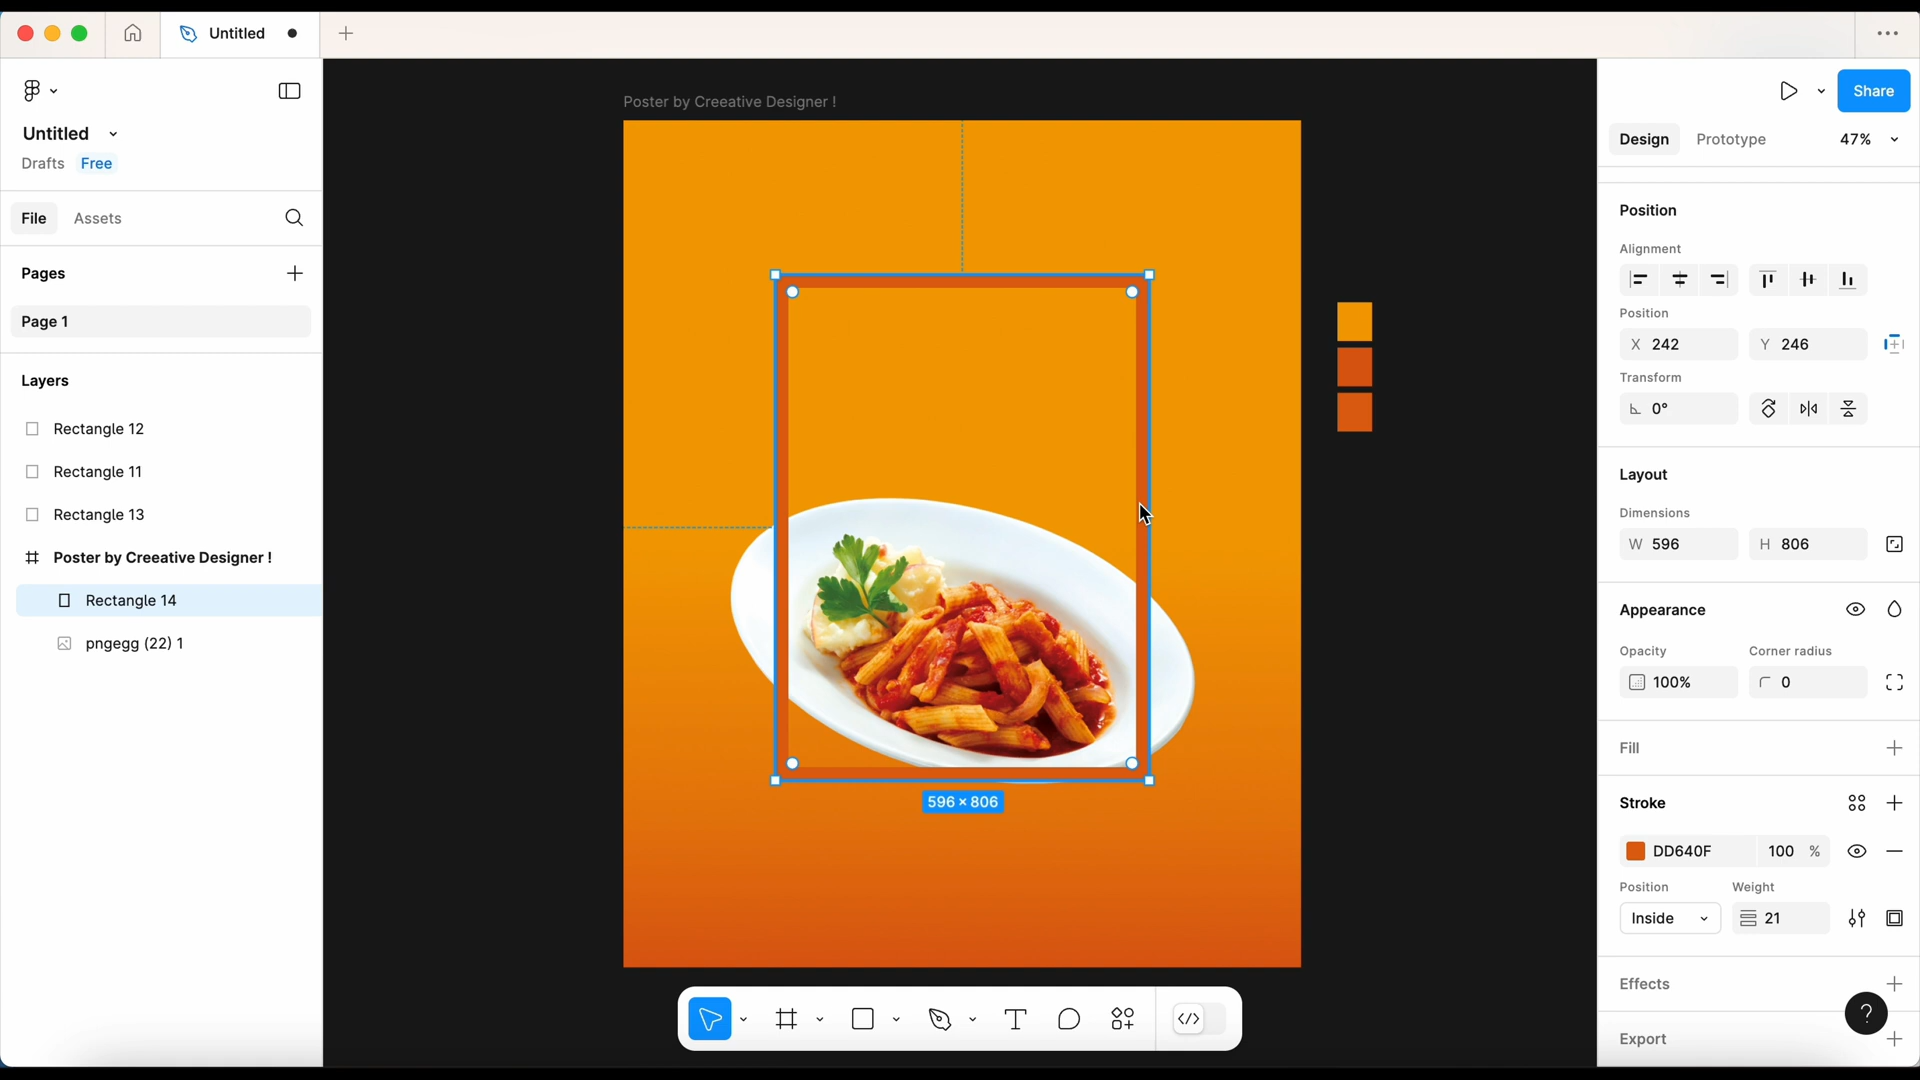 Untitled
Untitled
Drafts Free
File Assets
Pages
Page 1
Layers
Rectangle 12
Rectangle 11
Rectangle 13
Poster by Creeative Designer !
Rectangle 14
pngegg (22) 1
Poster by Creeative Designer !
596 × 806
Share
Design Prototype 47%
Position
Alignment
Position
X 242 Y 246
Transform
0°
Layout
Dimensions
W 596 H 806
Appearance
Opacity Corner radius
100% 0
Fill
Stroke
DD640F 100 %
Position Weight
Inside 21
Effects
?
Export